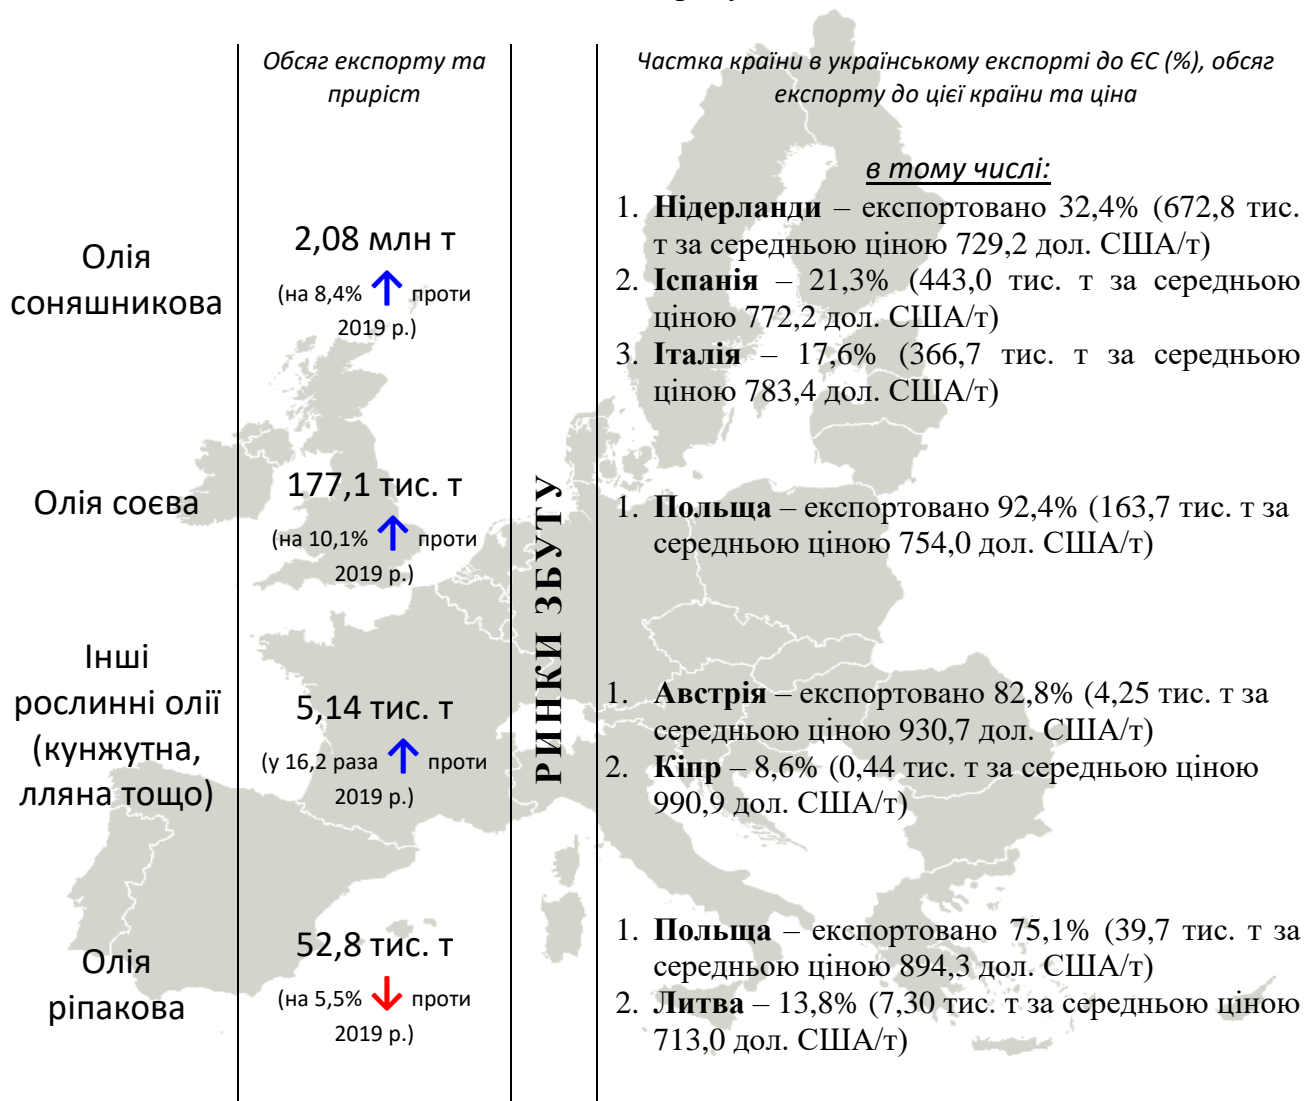 Обсяг експорту та
приріст
Частка країни в українському експорті до ЄС (%), обсяг
експорту до цієї країни та ціна
в тому числі:
Олія
соняшникова
2,08 млн т
(на 8,4% ↑ проти
2019 р.)
1. Нідерланди – експортовано 32,4% (672,8 тис.
т за середньою ціною 729,2 дол. США/т)
2. Іспанія – 21,3% (443,0 тис. т за середньою
ціною 772,2 дол. США/т)
3. Італія – 17,6% (366,7 тис. т за середньою
ціною 783,4 дол. США/т)
РИНКИ ЗБУТУ
Олія соєва
177,1 тис. т
(на 10,1% ↑ проти
2019 р.)
1. Польща – експортовано 92,4% (163,7 тис. т за
середньою ціною 754,0 дол. США/т)
Інші
рослинні олії
(кунжутна,
лляна тощо)
5,14 тис. т
(у 16,2 раза ↑ проти
2019 р.)
1. Австрія – експортовано 82,8% (4,25 тис. т за
середньою ціною 930,7 дол. США/т)
2. Кіпр – 8,6% (0,44 тис. т за середньою ціною
990,9 дол. США/т)
Олія
ріпакова
52,8 тис. т
(на 5,5% ↓ проти
2019 р.)
1. Польща – експортовано 75,1% (39,7 тис. т за
середньою ціною 894,3 дол. США/т)
2. Литва – 13,8% (7,30 тис. т за середньою ціною
713,0 дол. США/т)